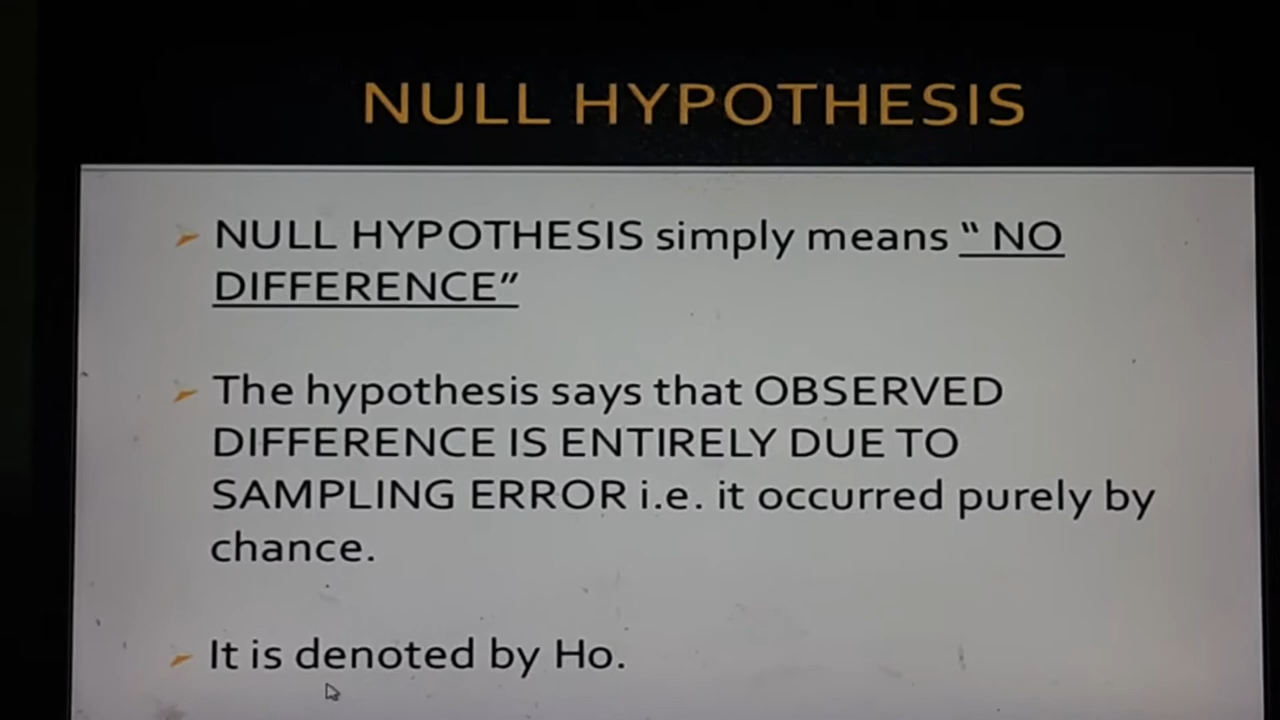 NULL HYPOTHESIS
NULL HYPOTHESIS simply means “ NO
DIFFERENCE”
The hypothesis says that OBSERVED
DIFFERENCE IS ENTIRELY DUE TO
SAMPLING ERROR i.e. it occurred purely by
chance.
It is denoted by Ho.